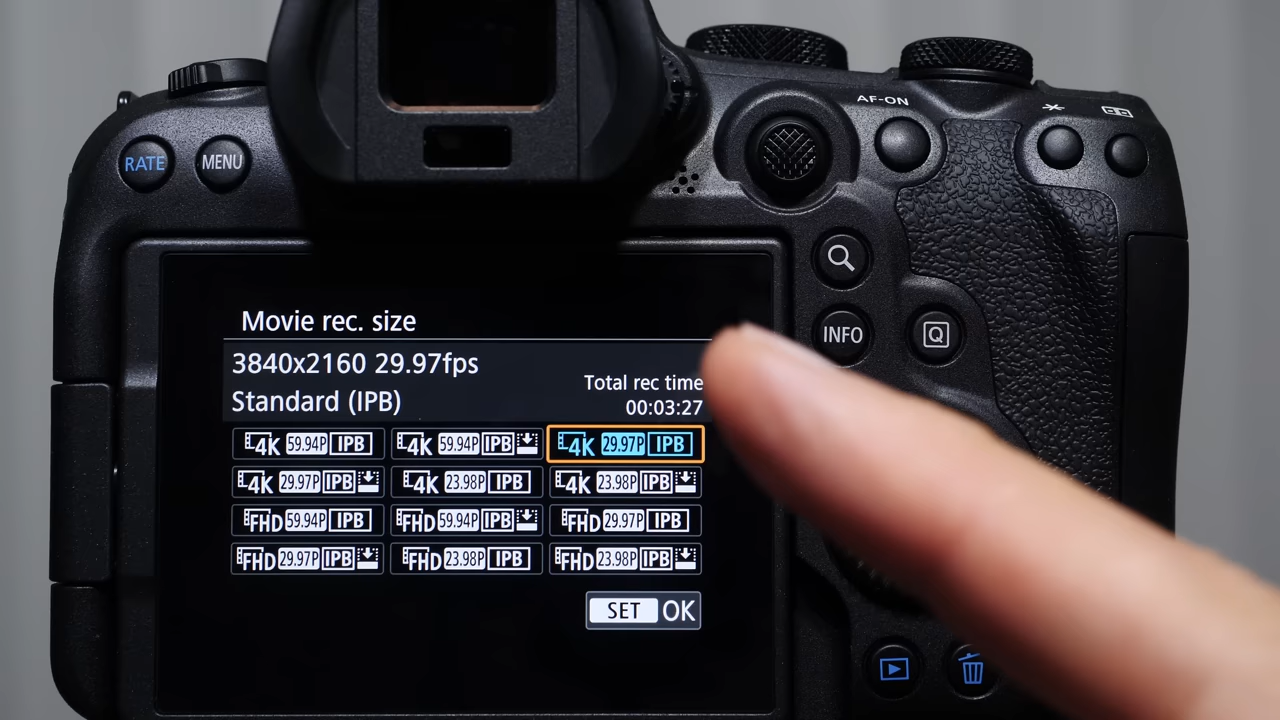 AF-ON
RATE MENU
INFO Q
Movie rec. size
3840x2160 29.97fps
Standard (IPB)
Total rec time
00:03:27
4K 59.94P IPB 4K 59.94P IPB 4K 29.97P IPB
4K 29.97P IPB 4K 23.98P IPB 4K 23.98P IPB
FHD 59.94P IPB FHD 59.94P IPB FHD 29.97P IPB
FHD 29.97P IPB FHD 23.98P IPB FHD 23.98P IPB
SET OK